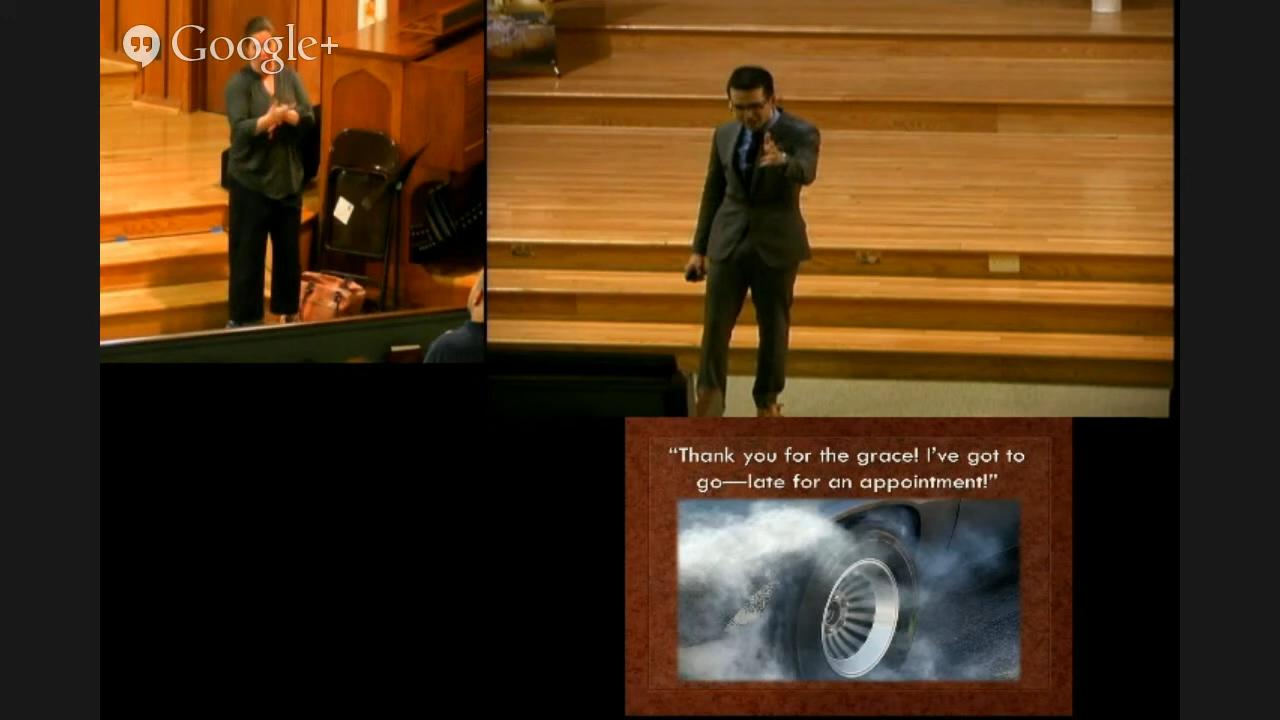 Google+
“Thank you for the grace! I’ve got to
go—late for an appointment!”